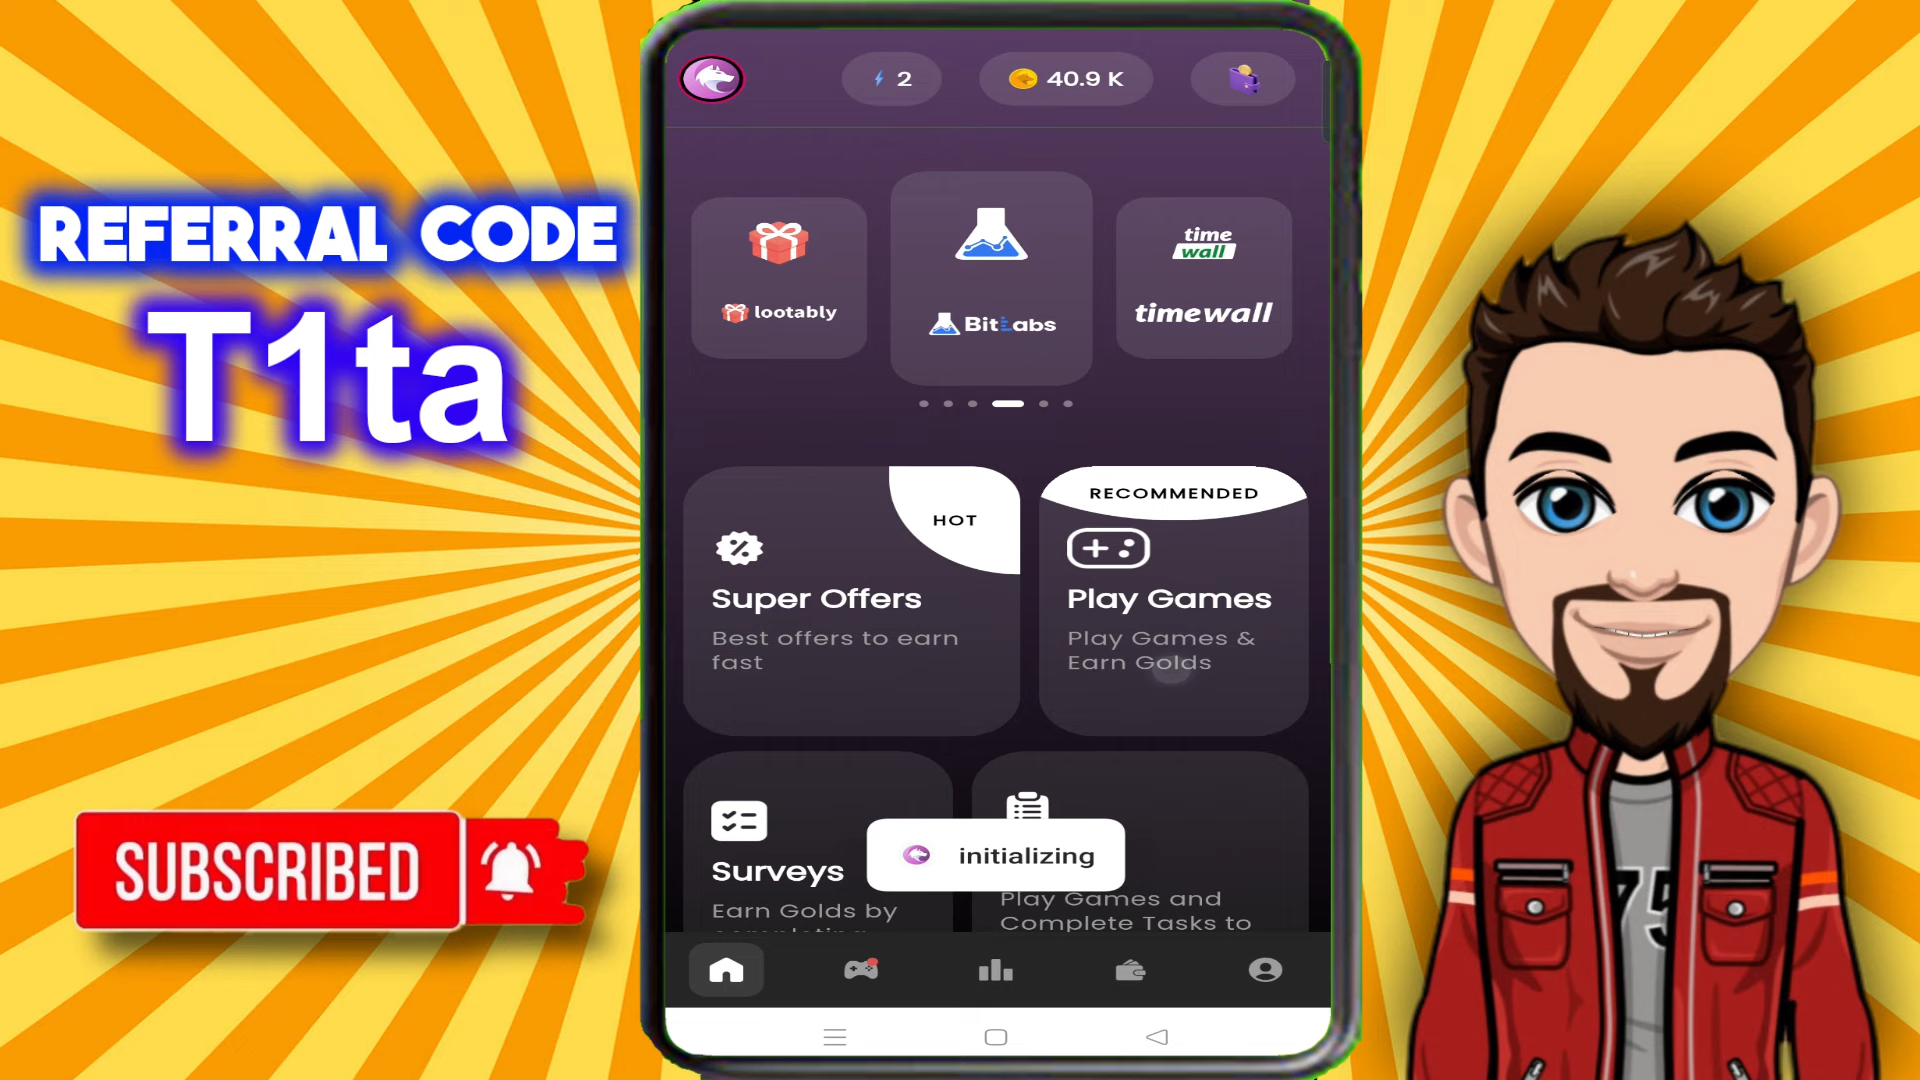 REFERRAL CODE
T1ta
SUBSCRIBED
2
40.9 K
lootably
BitLabs
time
wall
timewall
HOT
RECOMMENDED
Super Offers
Best offers to earn
fast
Play Games
Play Games &
Earn Golds
Surveys
Earn Golds by
initializing
Play Games and
Complete Tasks to
75